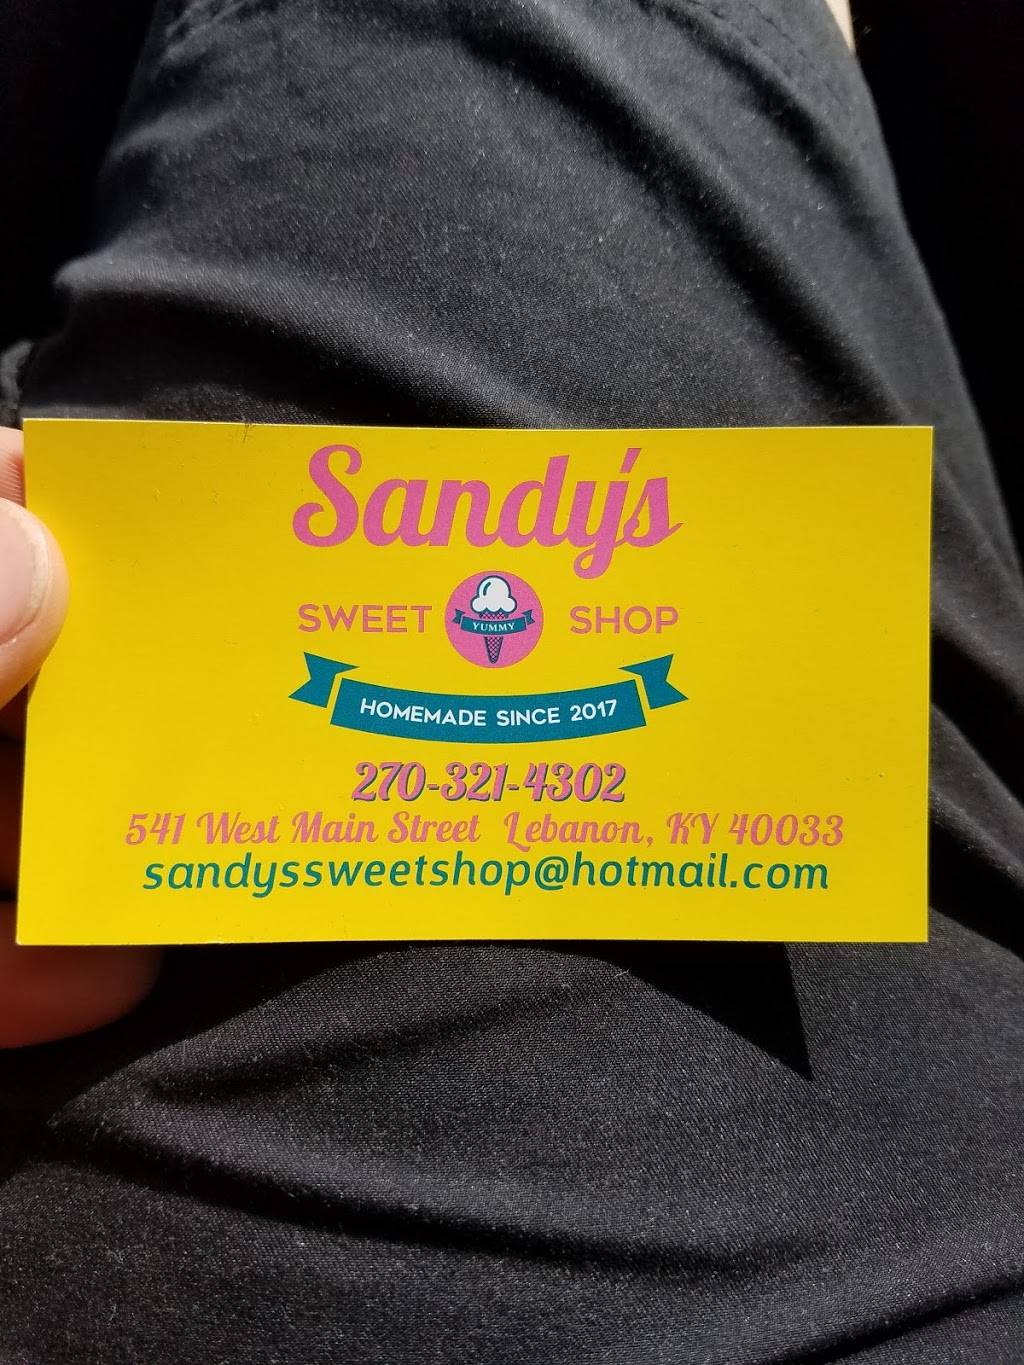 Sandy's
SWEET YUMMY SHOP
HOMEMADE SINCE 2017
270-321-4302
541 West Main Street Lebanon, KY 40033
sandyssweetshop@hotmail.com